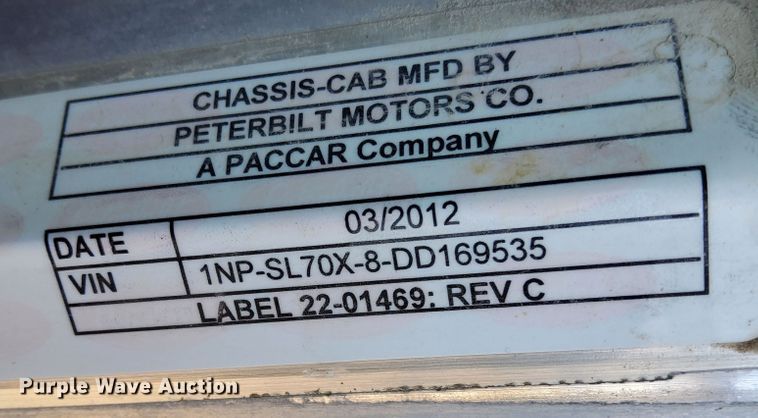 CHASSIS-CAB MFD BY
PETERBILT MOTORS CO.
A PACCAR Company
DATE 03/2012
VIN 1NP-SL70X-8-DD169535
LABEL 22-01469: REV C
Purple Wave Auction